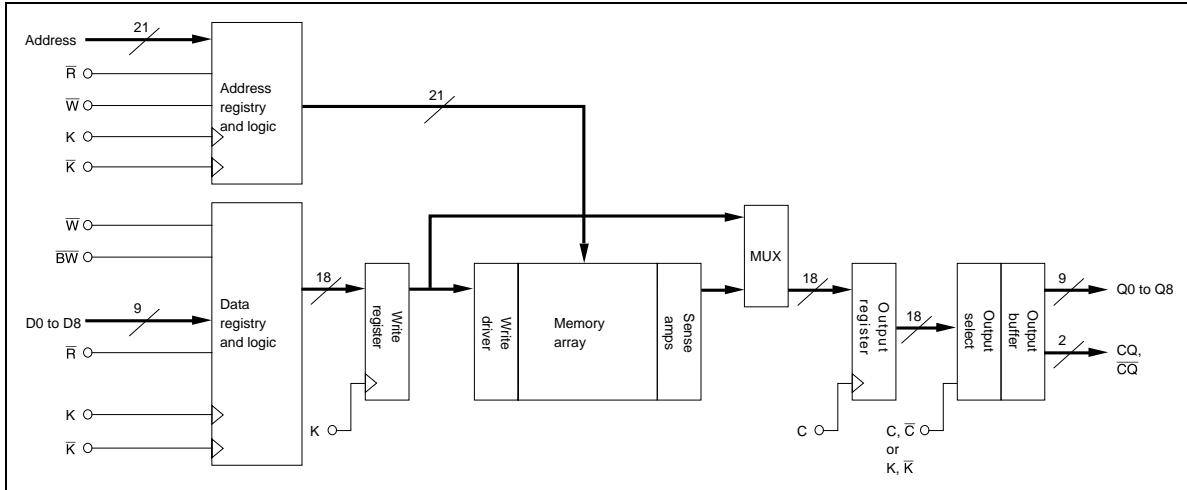 Address
21
R̅
W̅
K
K̅
Address
registry
and logic
21
W̅
B̅W̅
D0 to D8
9
R̅
K
K̅
Data
registry
and logic
18
Write
register
K
Write
driver
Memory
array
Sense
amps
MUX
18
Output
register
C
18
Output
select
Output
buffer
C, C̅
or
K, K̅
9
Q0 to Q8
2
CQ,
C̅Q̅